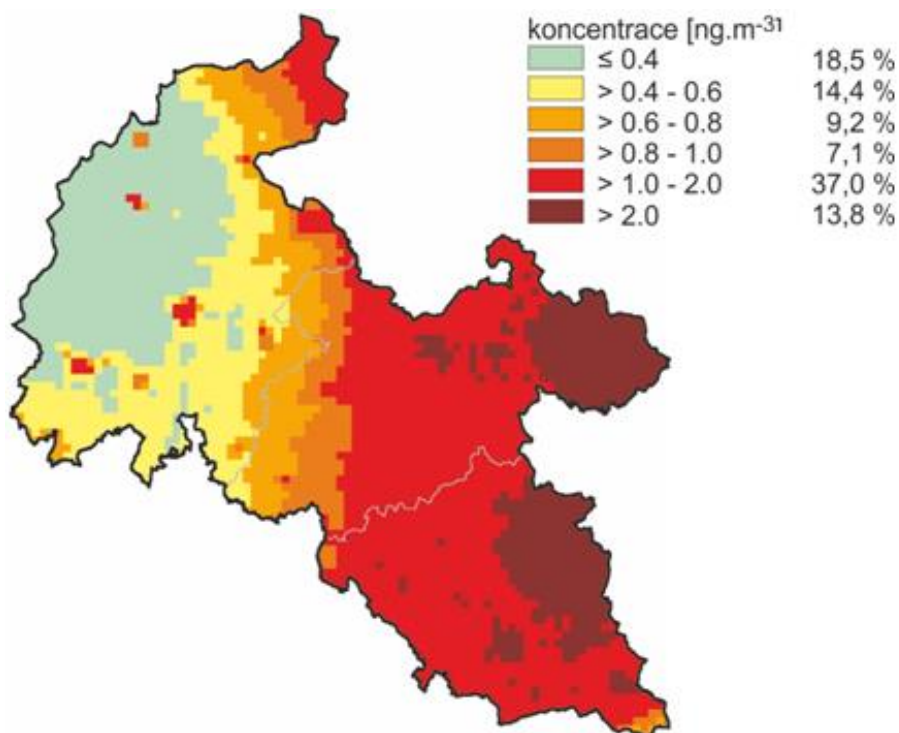 koncentrace [ng.m-3]
≤ 0.4 18,5 %
> 0.4 - 0.6 14,4 %
> 0.6 - 0.8 9,2 %
> 0.8 - 1.0 7,1 %
> 1.0 - 2.0 37,0 %
> 2.0 13,8 %